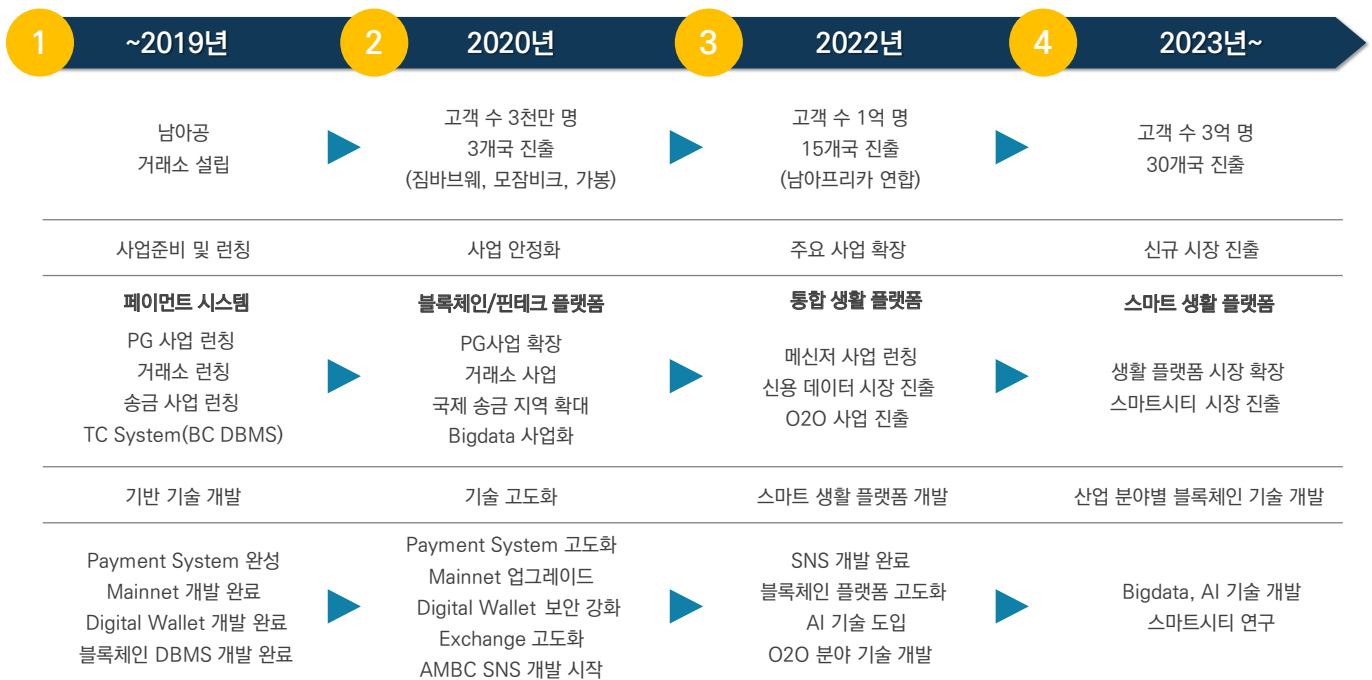 1
~2019년
2
2020년
3
2022년
4
2023년~
남아공
거래소 설립
고객 수 3천만 명
3개국 진출
(짐바브웨, 모잠비크, 가봉)
고객 수 1억 명
15개국 진출
(남아프리카 연합)
고객 수 3억 명
30개국 진출
사업준비 및 런칭
사업 안정화
주요 사업 확장
신규 시장 진출
페이먼트 시스템
PG 사업 런칭
거래소 런칭
송금 사업 런칭
TC System(BC DBMS)
블록체인/핀테크 플랫폼
PG사업 확장
거래소 사업
국제 송금 지역 확대
Bigdata 사업화
통합 생활 플랫폼
메신저 사업 런칭
신용 데이터 시장 진출
O2O 사업 진출
스마트 생활 플랫폼
생활 플랫폼 시장 확장
스마트시티 시장 진출
기반 기술 개발
기술 고도화
스마트 생활 플랫폼 개발
산업 분야별 블록체인 기술 개발
Payment System 완성
Mainnet 개발 완료
Digital Wallet 개발 완료
블록체인 DBMS 개발 완료
Payment System 고도화
Mainnet 업그레이드
Digital Wallet 보안 강화
Exchange 고도화
AMBC SNS 개발 시작
SNS 개발 완료
블록체인 플랫폼 고도화
AI 기술 도입
O2O 분야 기술 개발
Bigdata, AI 기술 개발
스마트시티 연구